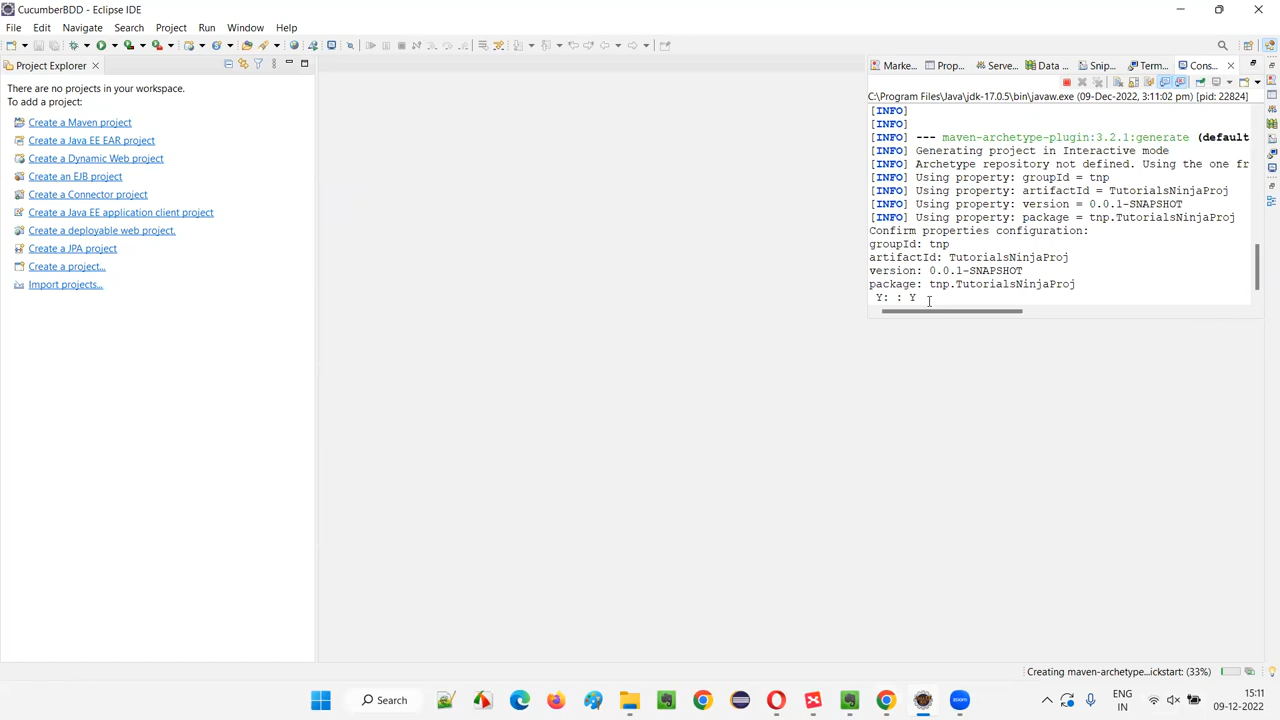 CucumberBDD - Eclipse IDE
File Edit Navigate Search Project Run Window Help
Project Explorer
There are no projects in your workspace.
To add a project:
Create a Maven project
Create a Java EE EAR project
Create a Dynamic Web project
Create an EJB project
Create a Connector project
Create a Java EE application client project
Create a deployable web project.
Create a JPA project
Create a project...
Import projects...
Marke... Prop... Serve... Data ... Snip... Term... Cons...
C:\Program Files\Java\jdk-17.0.5\bin\javaw.exe (09-Dec-2022, 3:11:02 pm) [pid: 22824]
[INFO]
[INFO]
[INFO] --- maven-archetype-plugin:3.2.1:generate (default
[INFO] Generating project in Interactive mode
[INFO] Archetype repository not defined. Using the one fr
[INFO] Using property: groupId = tnp
[INFO] Using property: artifactId = TutorialsNinjaProj
[INFO] Using property: version = 0.0.1-SNAPSHOT
[INFO] Using property: package = tnp.TutorialsNinjaProj
Confirm properties configuration:
groupId: tnp
artifactId: TutorialsNinjaProj
version: 0.0.1-SNAPSHOT
package: tnp.TutorialsNinjaProj
Y: : Y
Creating maven-archetype...ickstart: (33%)
Search
ENG
IN
15:11
09-12-2022